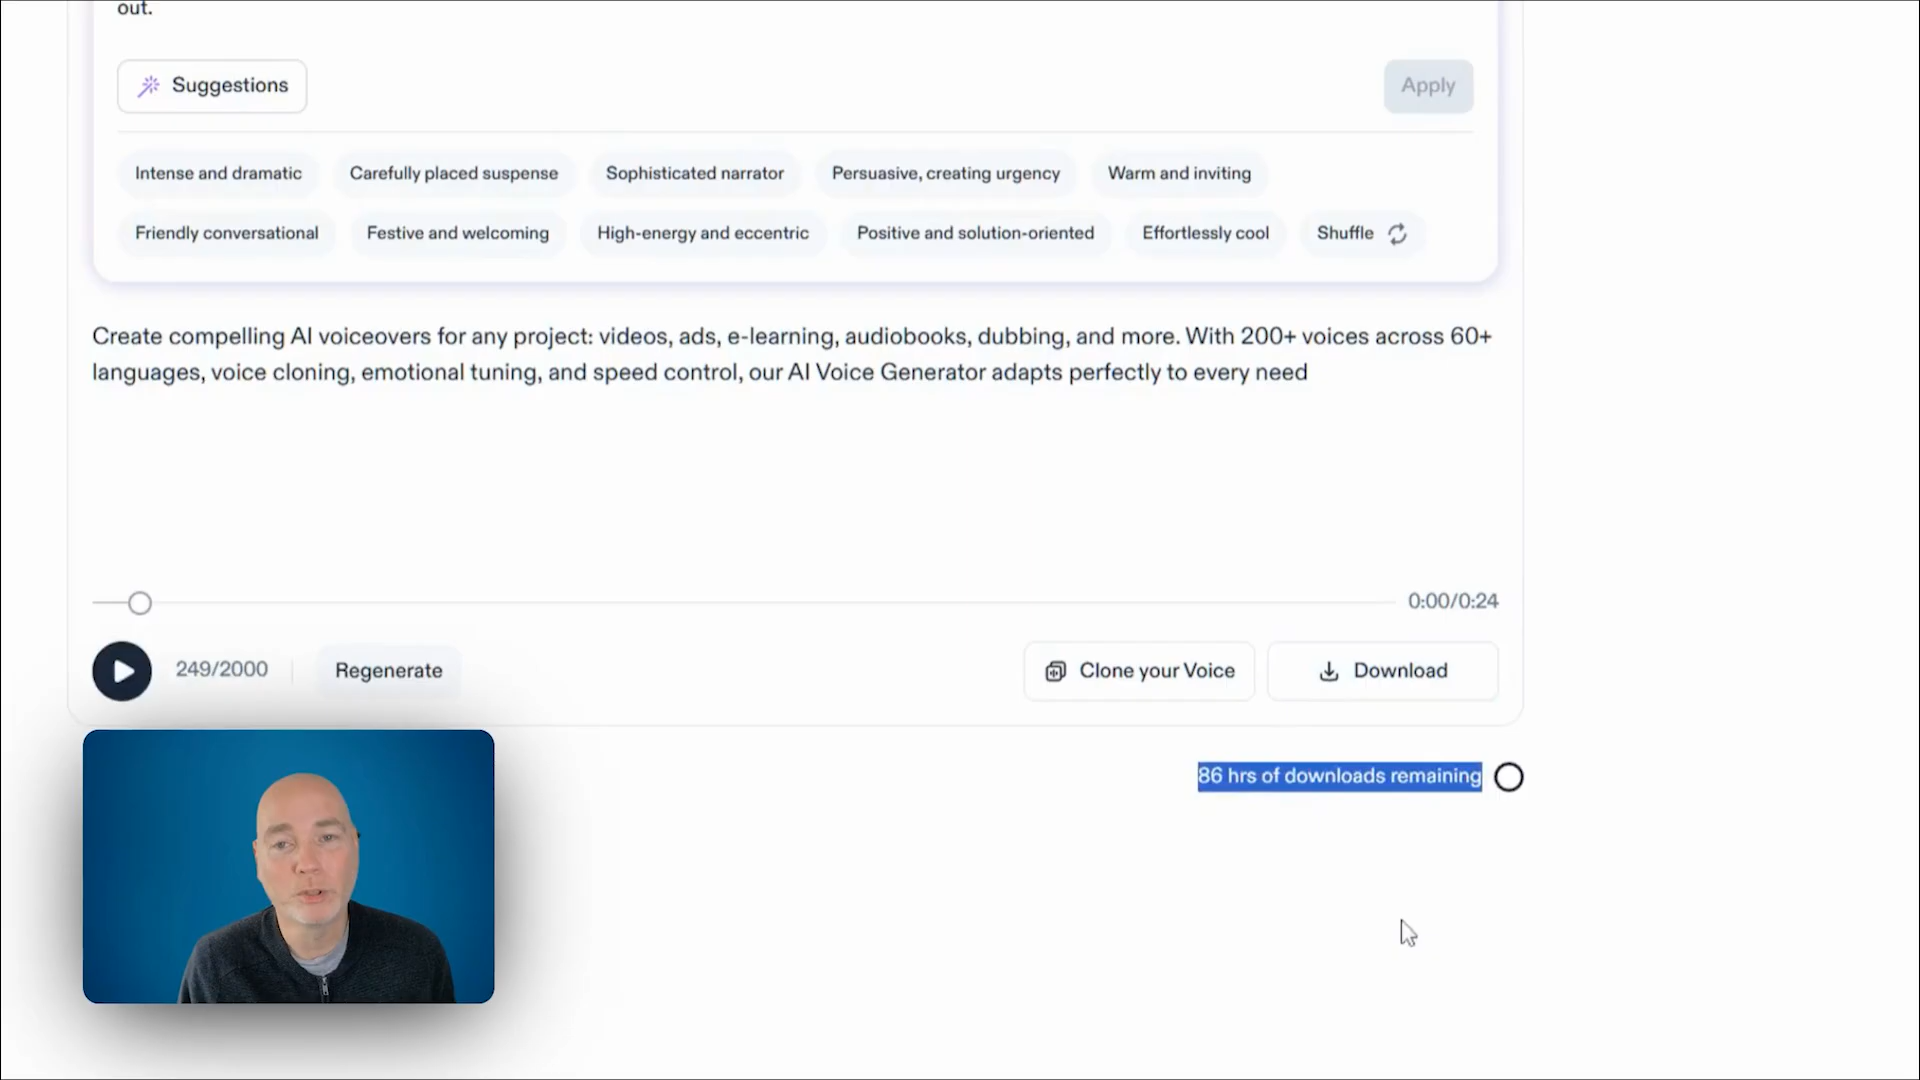 out.
Suggestions
Apply
Intense and dramatic
Carefully placed suspense
Sophisticated narrator
Persuasive, creating urgency
Warm and inviting
Friendly conversational
Festive and welcoming
High-energy and eccentric
Positive and solution-oriented
Effortlessly cool
Shuffle
Create compelling AI voiceovers for any project: videos, ads, e-learning, audiobooks, dubbing, and more. With 200+ voices across 60+
languages, voice cloning, emotional tuning, and speed control, our AI Voice Generator adapts perfectly to every need
0:00/0:24
249/2000
Regenerate
Clone your Voice
Download
86 hrs of downloads remaining